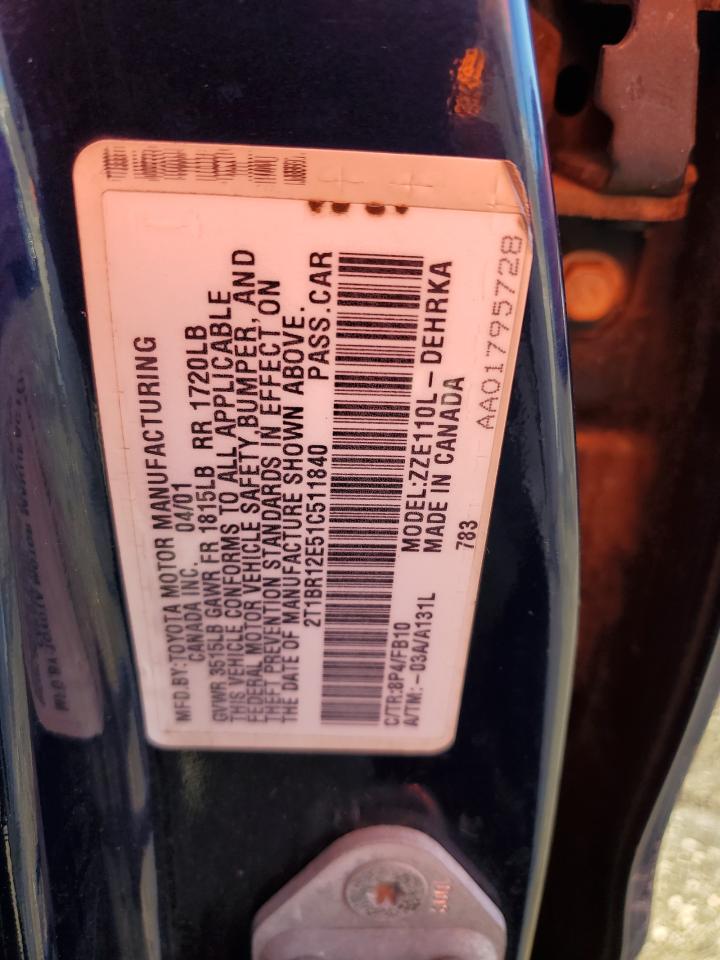 MFD.BY:TOYOTA MOTOR MANUFACTURING
CANADA INC. 04/01
GVWR 3515LB GAWR FR 1815LB RR 1720LB
THIS VEHICLE CONFORMS TO ALL APPLICABLE
FEDERAL MOTOR VEHICLE SAFETY BUMPER, AND
THEFT PREVENTION STANDARDS IN EFFECT ON
THE DATE OF MANUFACTURE SHOWN ABOVE.
2T1BR12E51C511840 PASS.CAR
C/TR:8P4/FB10 MODEL:ZZE110L-DEHRKA
A/TM:-03A/A131L MADE IN CANADA
783
AA01795728